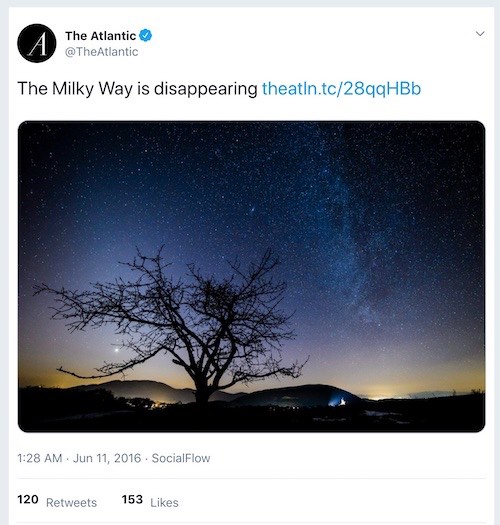 The Atlantic
@TheAtlantic
The Milky Way is disappearing theatln.tc/28qqHBb
1:28 AM · Jun 11, 2016 · SocialFlow
120 Retweets 153 Likes